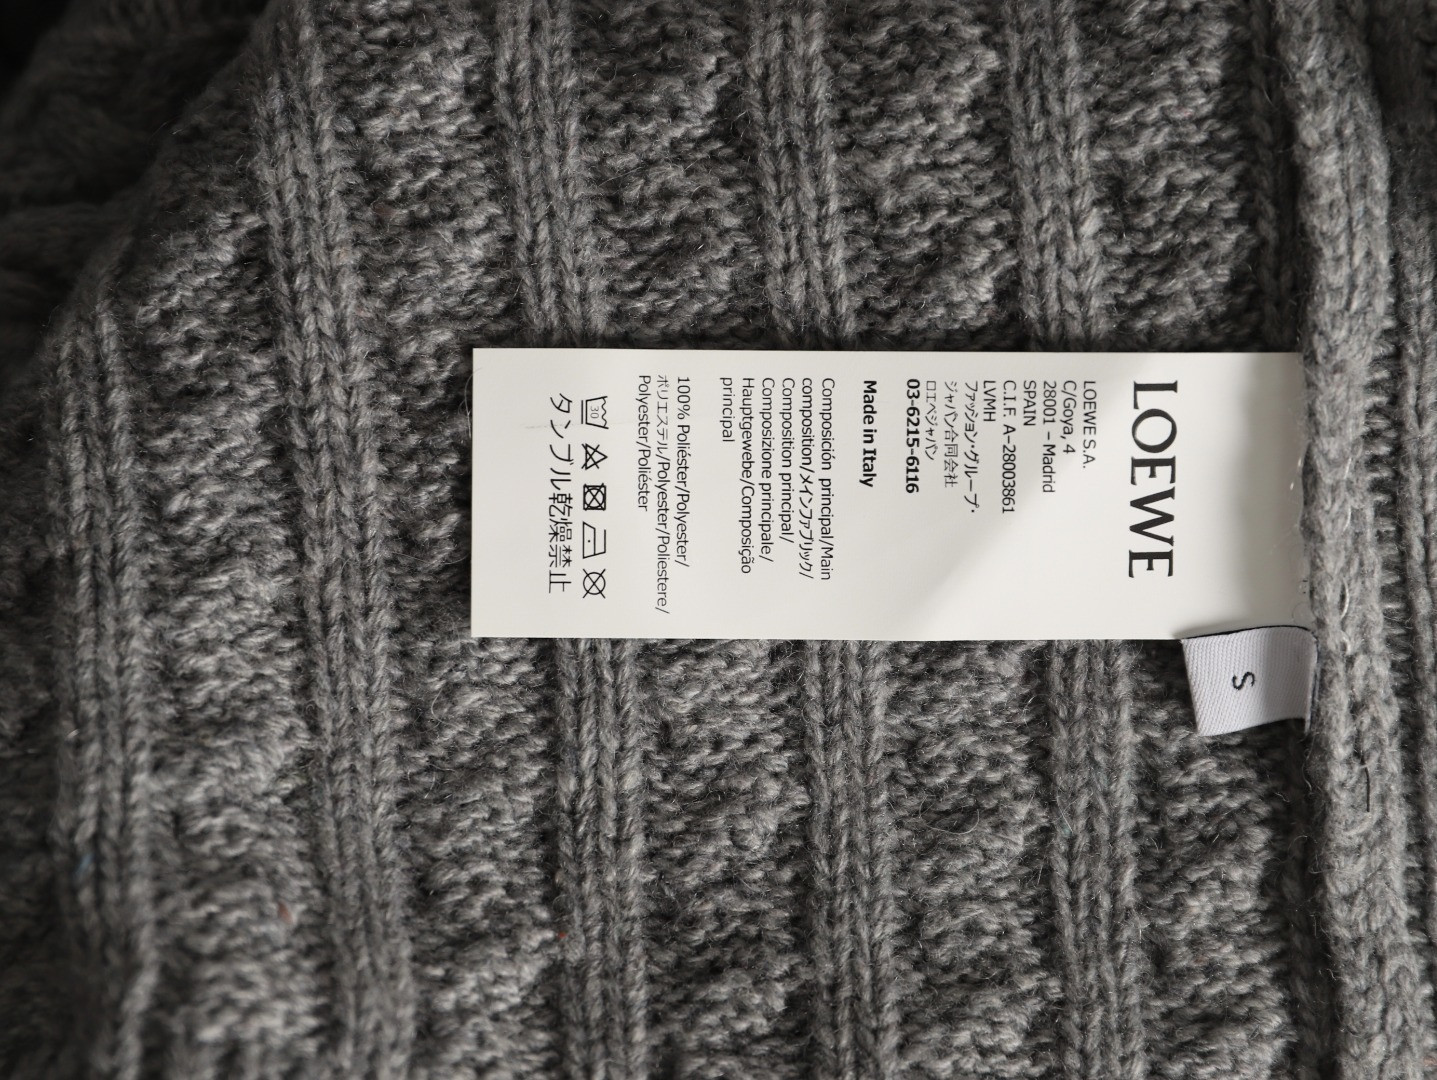 LOEWE
LOEWE S.A.
C/Goya, 4
28001 – Madrid
SPAIN
C.I.F. A-28003861
LVMH
ファッション・グループ・
ジャパン合同会社
ロエベジャパン
03-6215-6116
Made in Italy
Composición principal/Main
composition/メインファブリック/
Composition principal/
Composizione principale/
Hauptgewebe/Composição
principal
100% Poliéster/Polyester/
ポリエステル/Polyester/Poliestere/
Polyester/Poliéster
30
タンブル乾燥禁止
S